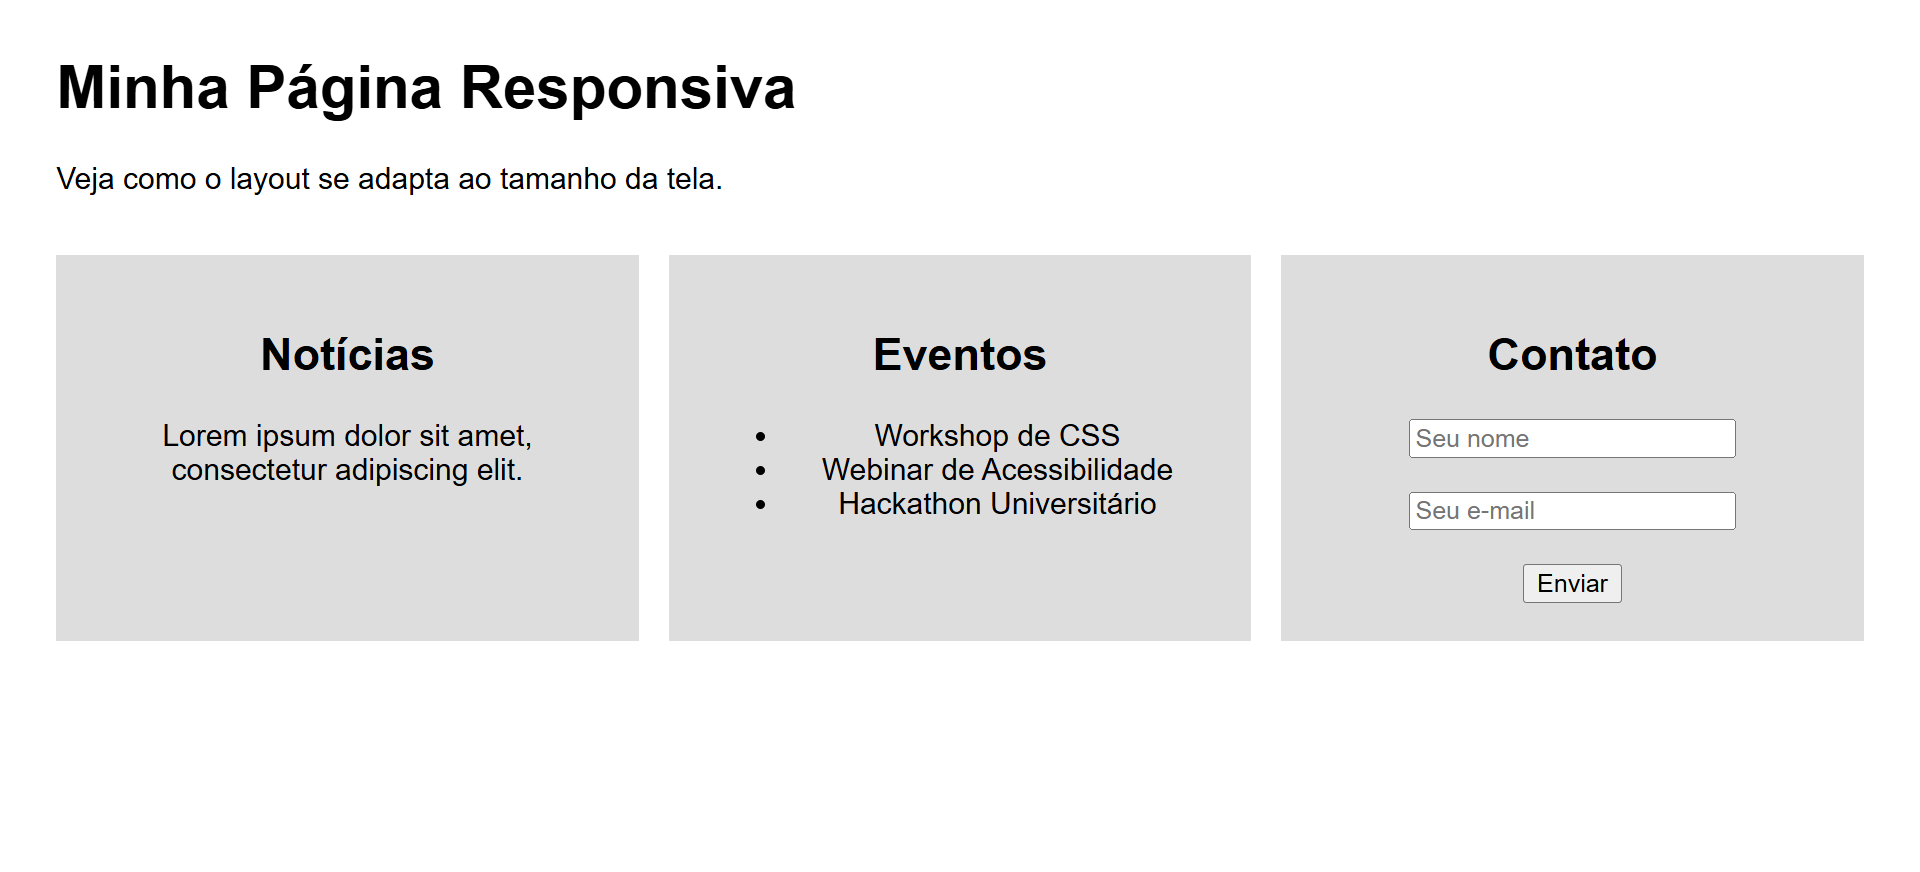 Minha Página Responsiva
Veja como o layout se adapta ao tamanho da tela.
Notícias
Lorem ipsum dolor sit amet,
consectetur adipiscing elit.
Eventos
• Workshop de CSS
• Webinar de Acessibilidade
• Hackathon Universitário
Contato
Seu nome
Seu e-mail
Enviar